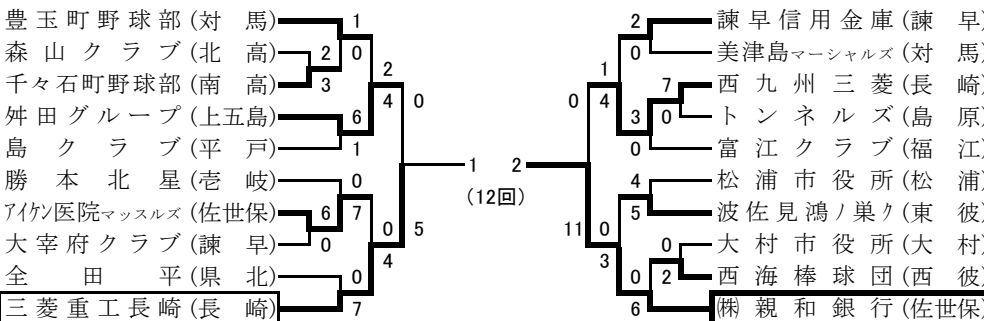 豊玉町野球部(対　馬)
森山クラブ(北　高)
千々石町野球部(南　高)
舛田グループ(上五島)
島クラブ(平　戸)
勝本北星(壱　岐)
アイケン医院マッスルズ(佐世保)
大宰府クラブ(諫　早)
全田平(県　北)
三菱重工長崎(長　崎)
1
2 0
3
2
4
6
1
0
0
6 7
0
0
4
0
7
5
1 2
(12回)
2
0
1
4
7
3 0
0
0
4
5
11 0
3
0
0 2
6
諫早信用金庫(諫　早)
美津島マーシャルズ(対　馬)
西九州三菱(長　崎)
トンネルズ(島　原)
富江クラブ(福　江)
松浦市役所(松　浦)
波佐見鴻ノ巣ク(東　彼)
大村市役所(大　村)
西海棒球団(西　彼)
㈱親和銀行(佐世保)